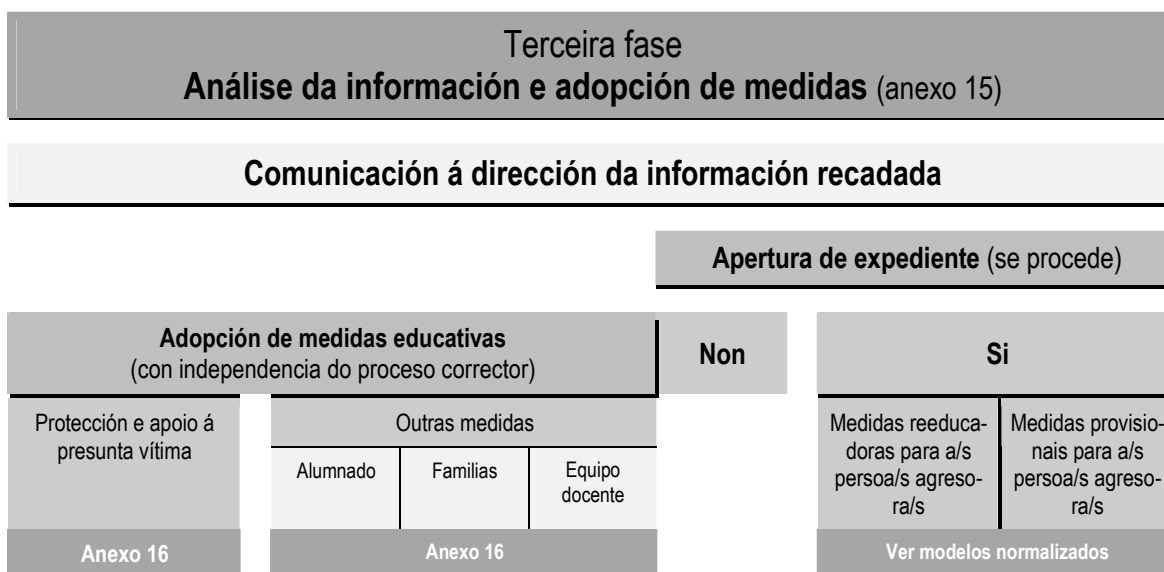 Terceira fase
Análise da información e adopción de medidas (anexo 15)
Comunicación á dirección da información recadada
Apertura de expediente (se procede)
Adopción de medidas educativas
(con independencia do proceso corrector)
Non
Si
Protección e apoio á
presunta vítima
Outras medidas
Alumnado
Familias
Equipo
docente
Medidas reeduca-
doras para a/s
persoa/s agreso-
ra/s
Medidas provisio-
nais para a/s
persoa/s agreso-
ra/s
Anexo 16
Anexo 16
Ver modelos normalizados